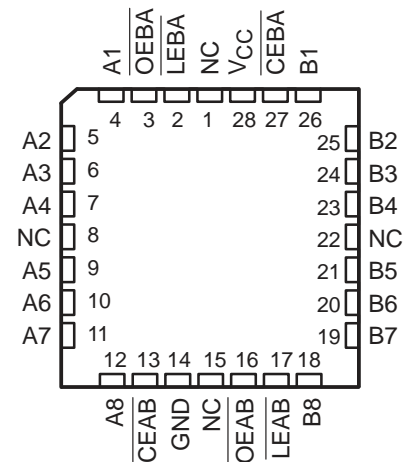 A1
OEBA
LEBA
NC
VCC
CEBA
B1
4 3 2 1 28 27 26
A2 5 25 B2
A3 6 24 B3
A4 7 23 B4
NC 8 22 NC
A5 9 21 B5
A6 10 20 B6
A7 11 19 B7
12 13 14 15 16 17 18
A8
CEAB
GND
NC
OEAB
LEAB
B8